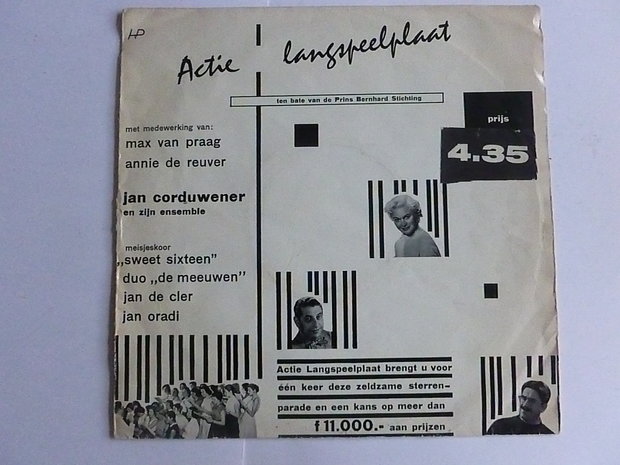 HP
Actie langspeelplaat
ten bate van de Prins Bernhard Stichting
prijs
4.35
met medewerking van:
max van praag
annie de reuver
jan corduwener
en zijn ensemble
meisjeskoor
„sweet sixteen”
duo „de meeuwen”
jan de cler
jan oradi
Actie Langspeelplaat brengt u voor
één keer deze zeldzame sterren-
parade en een kans op meer dan
f 11.000.- aan prijzen